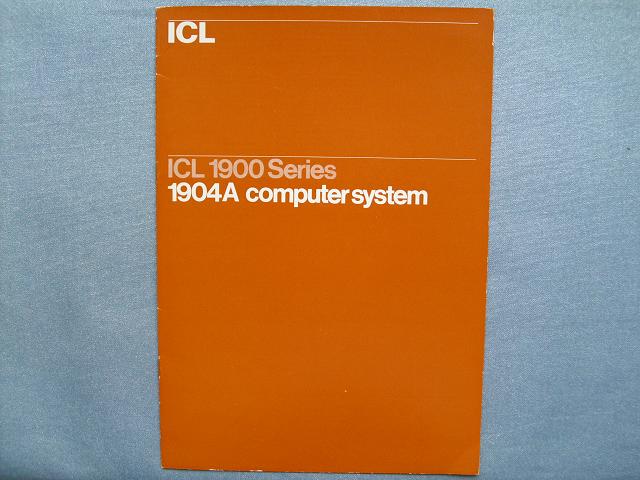 ICL
ICL 1900 Series
1904A computer system